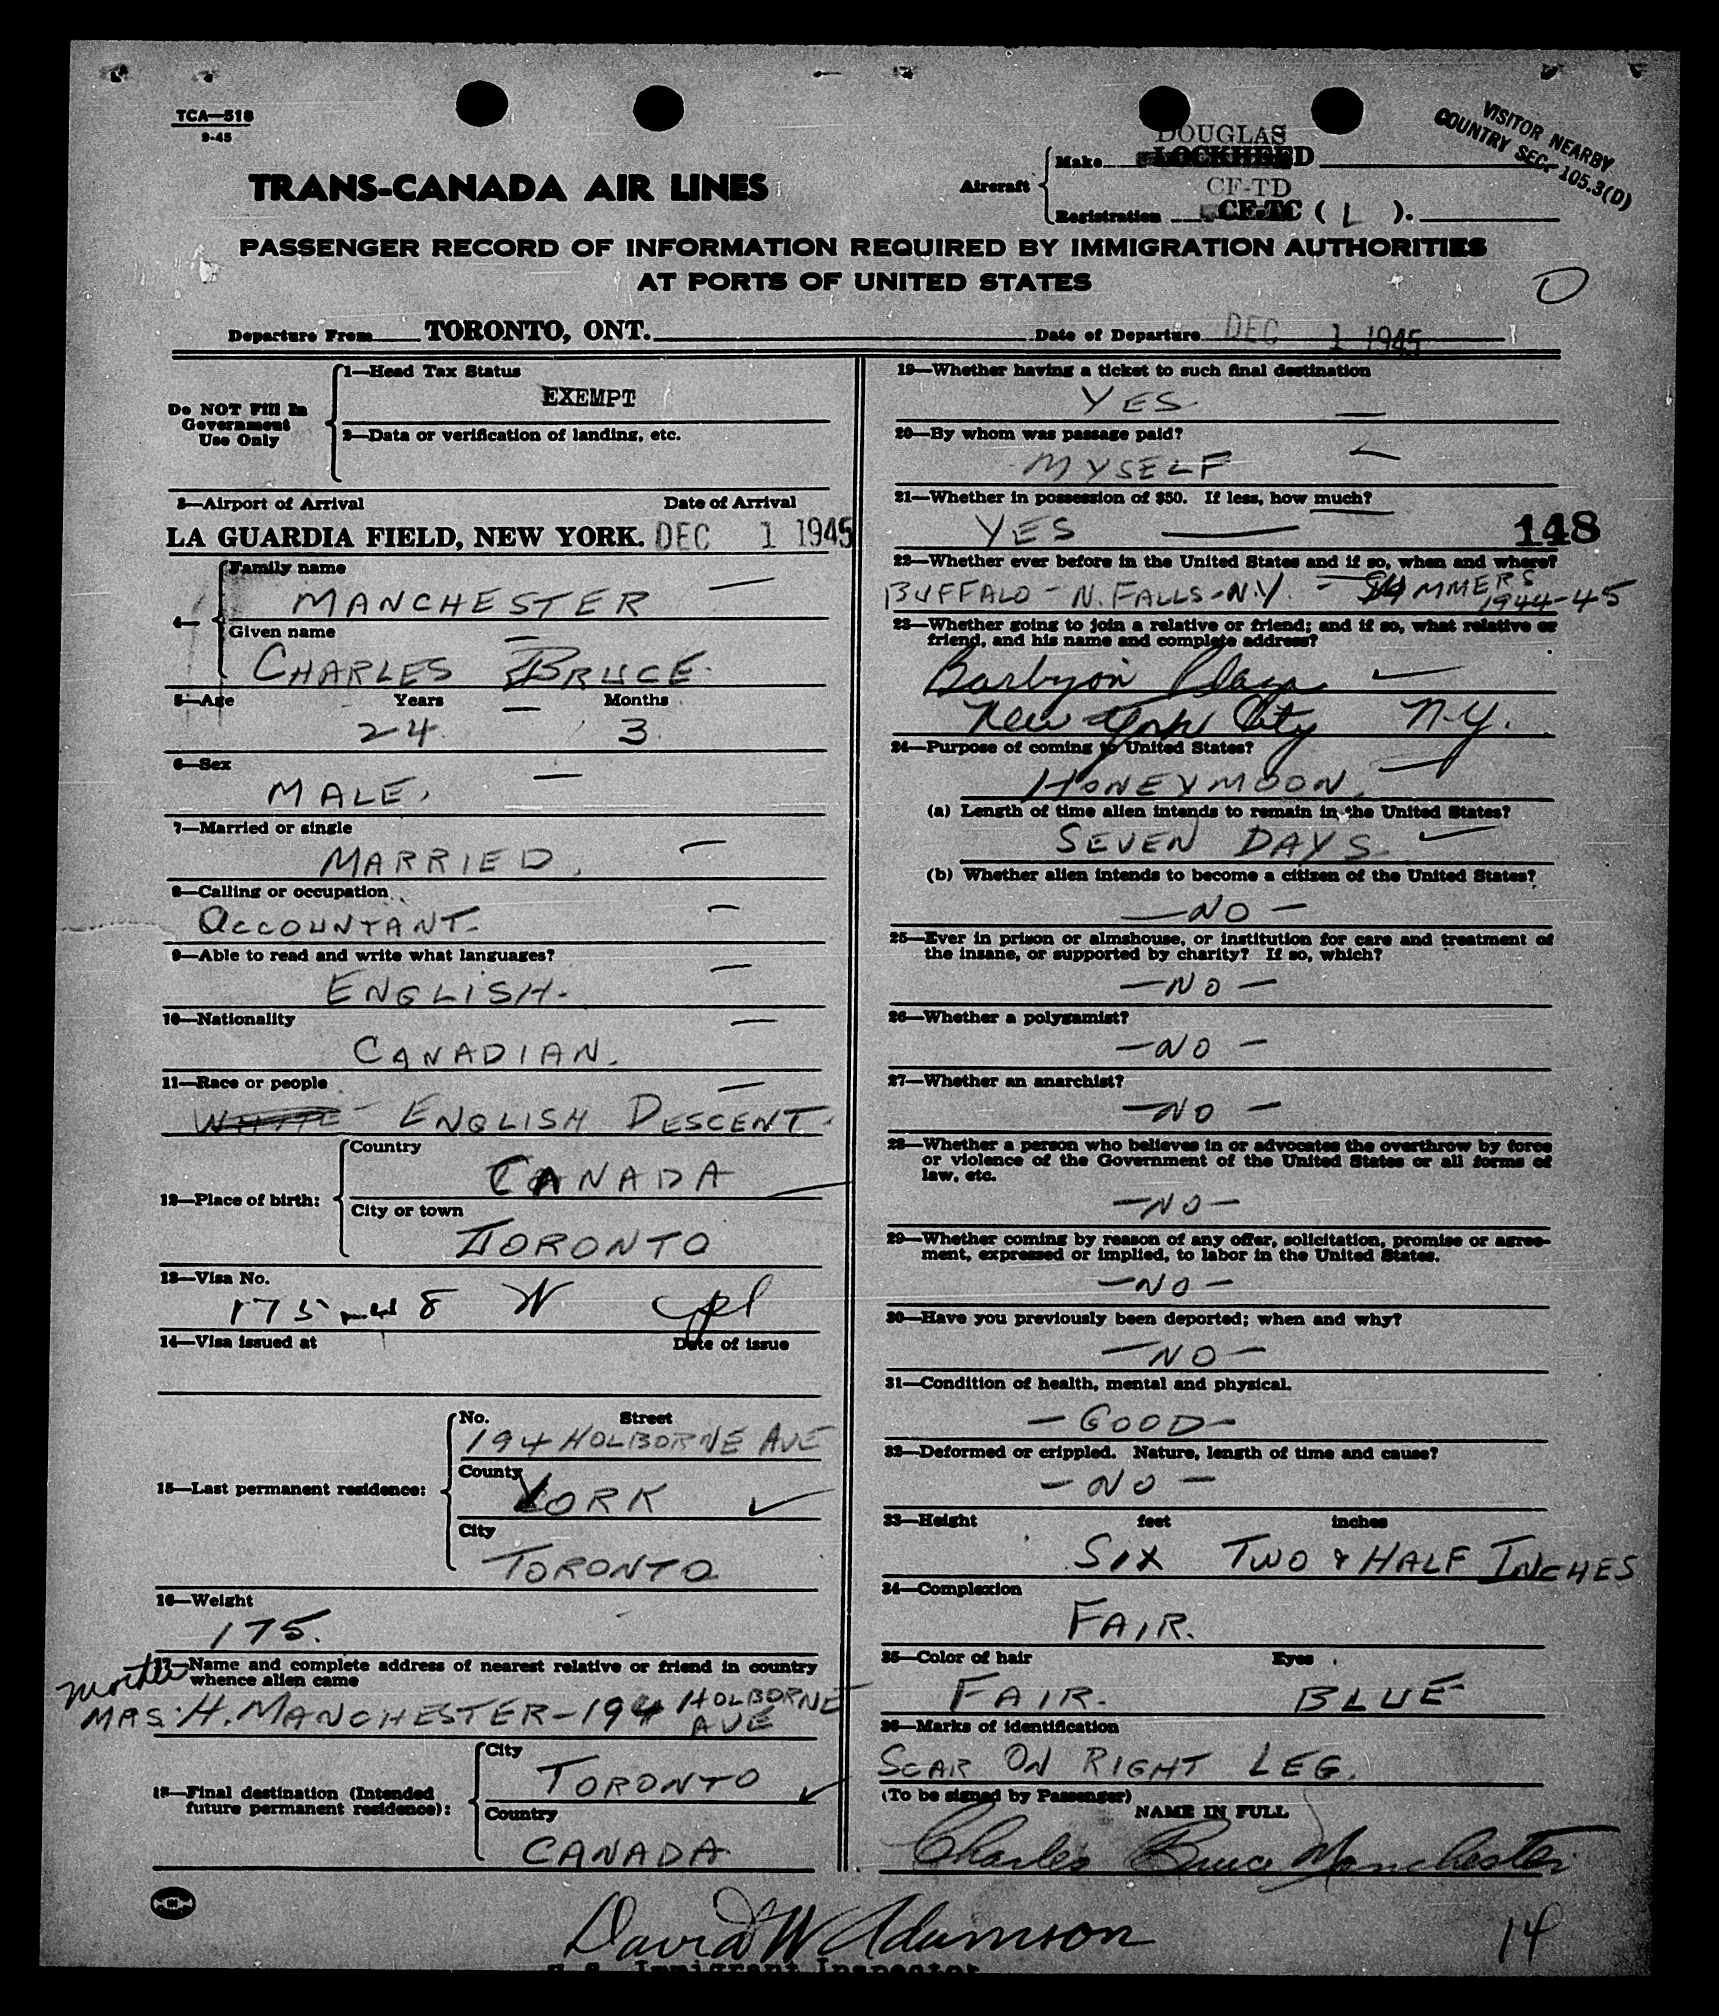 TCA—518
9-45
VISITOR NEARBY
COUNTRY SEC. 105.3(D)
TRANS-CANADA AIR LINES
Aircraft
Make
DOUGLAS
LOCKHEED
Registration
CF-TD
CF-TC ( L ).
PASSENGER RECORD OF INFORMATION REQUIRED BY IMMIGRATION AUTHORITIES
AT PORTS OF UNITED STATES
Departure From TORONTO, ONT. Date of Departure DEC 1 1945
Do NOT Fill In
Government
Use Only
1—Head Tax Status
EXEMPT
2—Data or verification of landing, etc.
3—Airport of Arrival Date of Arrival
LA GUARDIA FIELD, NEW YORK. DEC 1 1945
4—
Family name
MANCHESTER
Given name
CHARLES BRUCE.
5—Age Years Months
24 3
6—Sex
MALE.
7—Married or single
MARRIED.
8—Calling or occupation
ACCOUNTANT.
9—Able to read and write what languages?
ENGLISH.
10—Nationality
CANADIAN.
11—Race or people
WHITE - ENGLISH DESCENT.
12—Place of birth:
Country
CANADA
City or town
TORONTO
13—Visa No.
14—Visa issued at Date of issue
15—Last permanent residence:
No. Street
194 HOLBORNE AVE
County
YORK
City
TORONTO
16—Weight
175.
17—Name and complete address of nearest relative or friend in country
whence alien came
mother
MRS. H. MANCHESTER-194 HOLBORNE
AVE
18—Final destination (Intended
future permanent residence):
City
TORONTO
Country
CANADA
19—Whether having a ticket to such final destination
YES
20—By whom was passage paid?
MYSELF
21—Whether in possession of $50. If less, how much?
YES
148
22—Whether ever before in the United States and if so, when and where?
BUFFALO - N. FALLS-N.Y. - SUMMERS
1944-45
23—Whether going to join a relative or friend; and if so, what relative or
friend, and his name and complete address?
Barbyon Plaza
New York City N.Y.
24—Purpose of coming to United States?
HONEYMOON.
(a) Length of time alien intends to remain in the United States?
SEVEN DAYS
(b) Whether alien intends to become a citizen of the United States?
—NO—
25—Ever in prison or almshouse, or institution for care and treatment of
the insane, or supported by charity? If so, which?
—NO—
26—Whether a polygamist?
—NO—
27—Whether an anarchist?
—NO—
28—Whether a person who believes in or advocates the overthrow by force
or violence of the Government of the United States or all forms of
law, etc.
—NO—
29—Whether coming by reason of any offer, solicitation, promise or agree-
ment, expressed or implied, to labor in the United States.
—NO—
30—Have you previously been deported; when and why?
—NO—
31—Condition of health, mental and physical.
—GOOD—
32—Deformed or crippled. Nature, length of time and cause?
—NO—
33—Height feet inches
SIX TWO & HALF INCHES
34—Complexion
FAIR.
35—Color of hair Eyes
FAIR. BLUE
36—Marks of identification
SCAR ON RIGHT LEG.
(To be signed by Passenger)
NAME IN FULL
Charles Bruce Manchester
David W Adamson
U. S. Immigrant Inspector
14